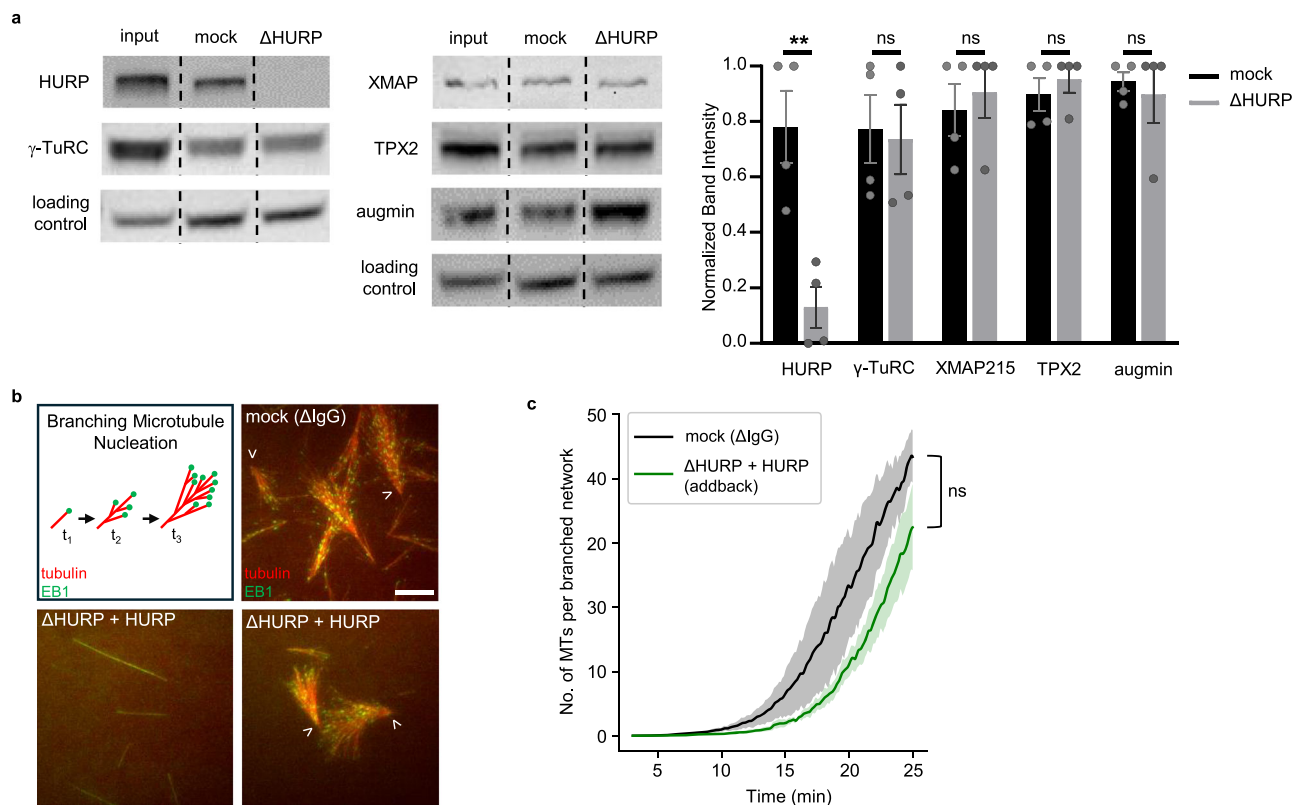 a
input mock ΔHURP
HURP
γ-TuRC
loading
control
input mock ΔHURP
XMAP
TPX2
augmin
loading
control
** ns ns ns ns
mock
ΔHURP
Normalized Band Intensity
1.0
0.8
0.6
0.4
0.2
0.0
HURP γ-TuRC XMAP215 TPX2 augmin
b
Branching Microtubule
Nucleation
t1 t2 t3
tubulin
EB1
mock (ΔIgG)
tubulin
EB1
ΔHURP + HURP
ΔHURP + HURP
c
mock (ΔIgG)
ΔHURP + HURP
(addback)
ns
No. of MTs per branched network
50
40
20
30
10
0
5 10 15 20 25
Time (min)